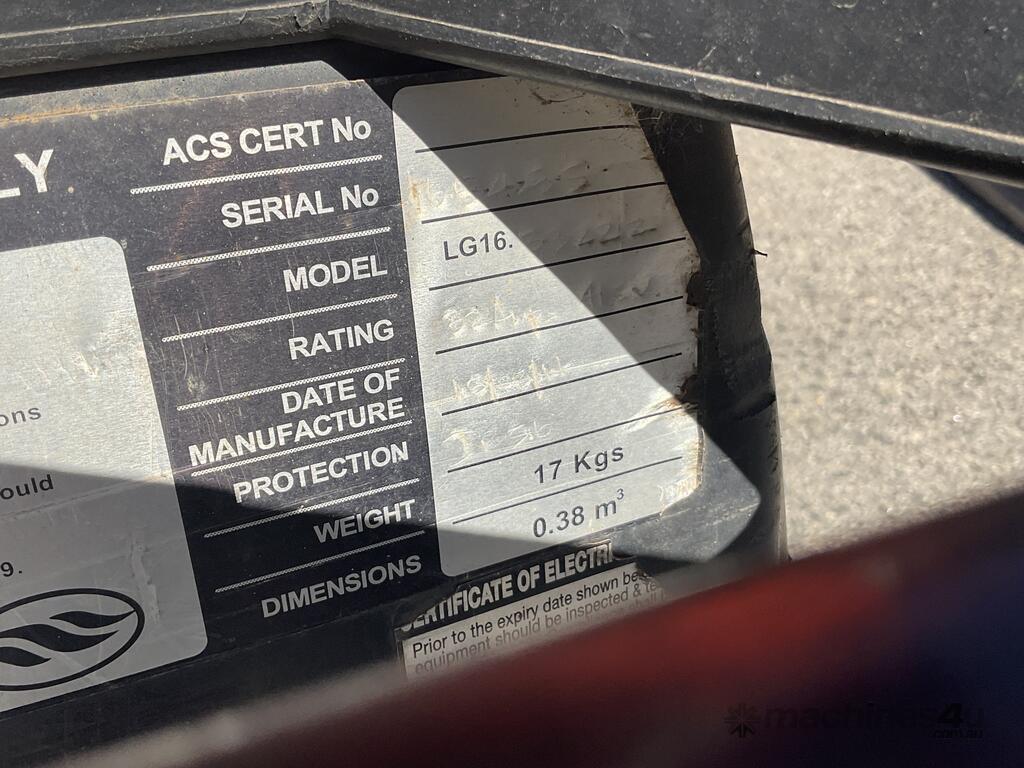 LY
ACS CERT No
SERIAL No
MODEL LG16.
RATING
DATE OF
MANUFACTURE
PROTECTION
WEIGHT 17 Kgs
DIMENSIONS 0.38 m³
ons
ould
9.
ERTIFICATE OF ELECTRI
Prior to the expiry date shown be
equipment should be inspected & te
machines4u
.com.au